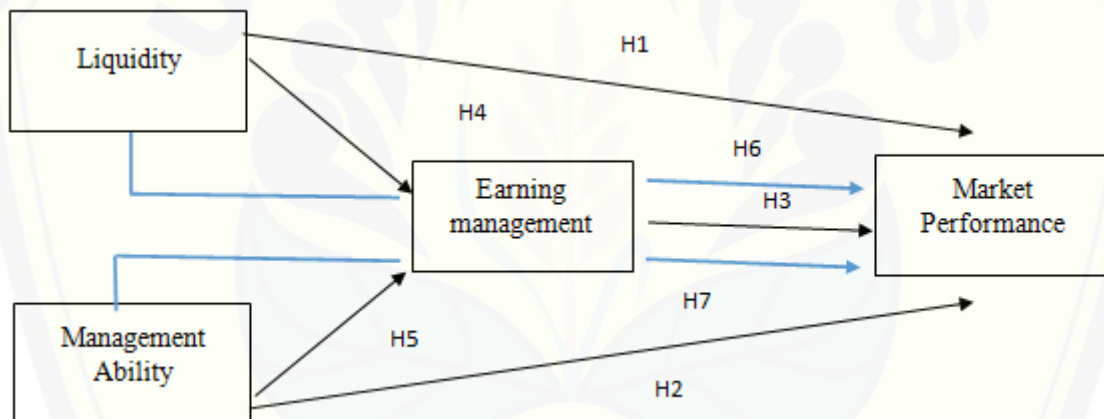 Liquidity
H1
H4
Earning
management
H6
H3
Market
Performance
H7
Management
Ability
H5
H2